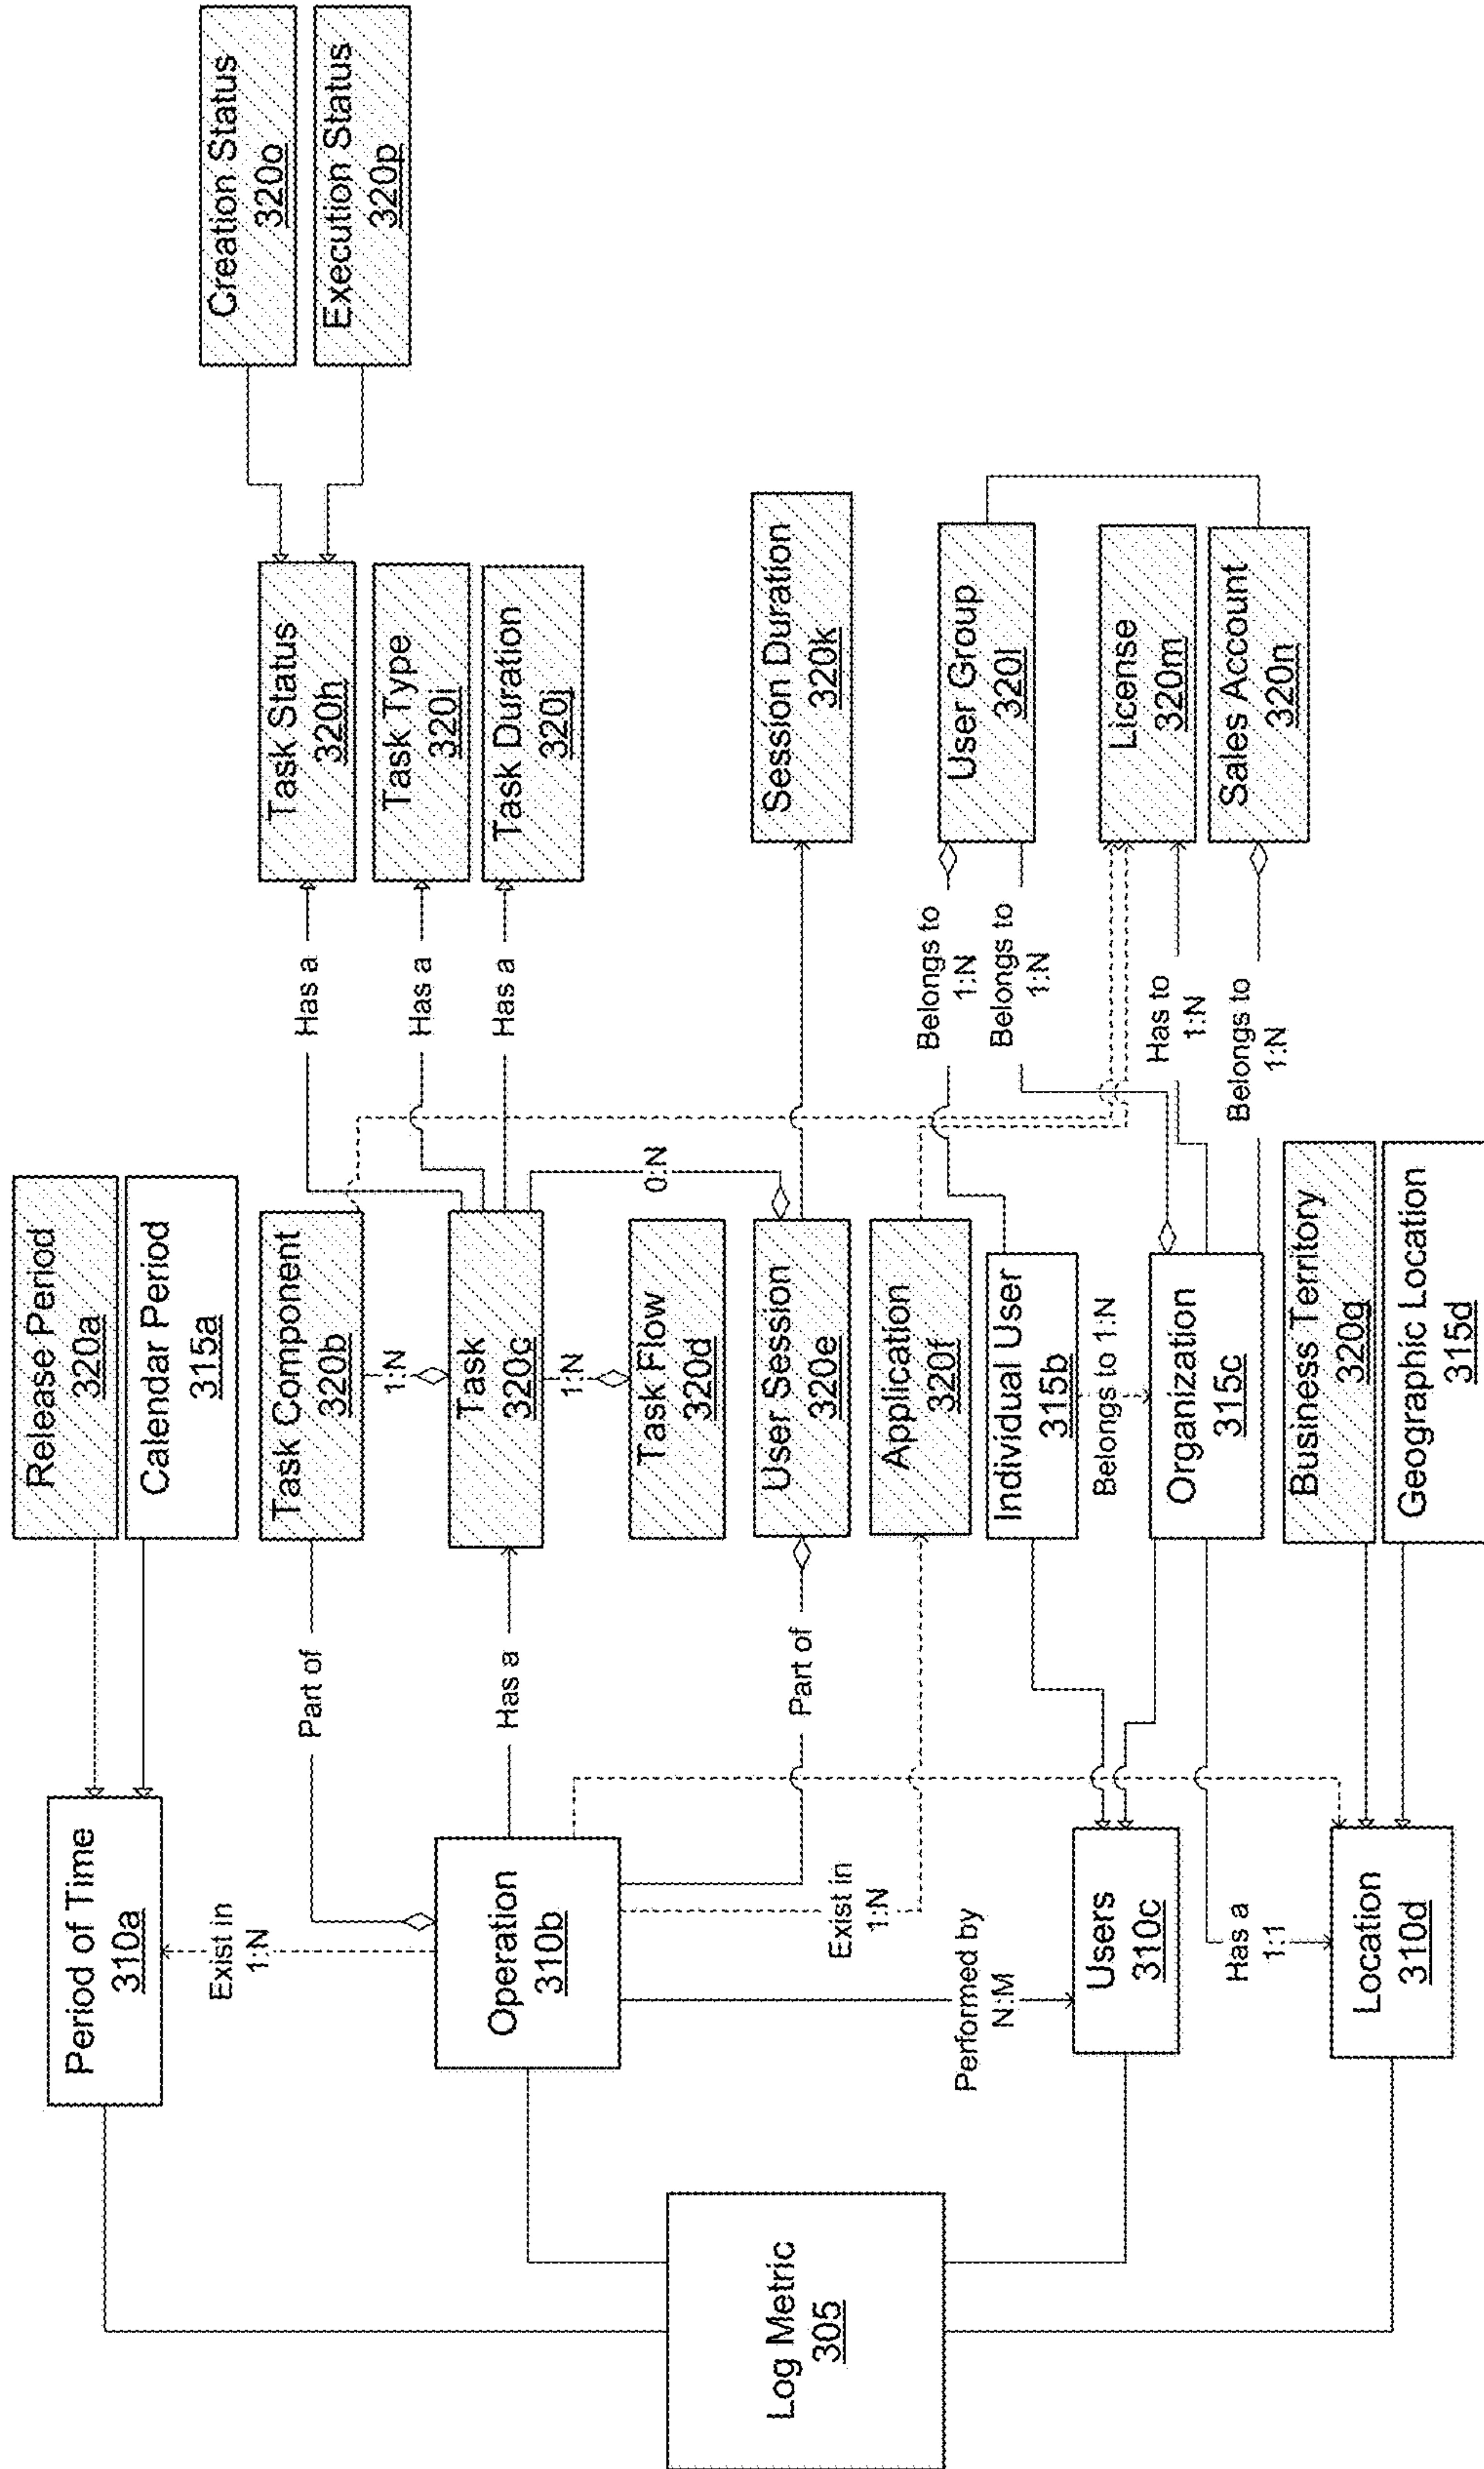 Log Metric
305
Period of Time
310a
Exist in
1:N
Operation
310b
Performed by
N:M
Users
310c
Has a
1:1
Location
310d
Part of
Has a
Part of
Exist in
1:N
Release Period
320a
Calendar Period
315a
Task Component
320b
1:N
Task
320c
1:N
Task Flow
320d
0:N
User Session
320e
Application
320f
Individual User
315b
Belongs to 1:N
Organization
315c
Business Territory
320g
Geographic Location
315d
Has a
Has a
Has a
Belongs to
1:N
Belongs to
1:N
Has to
1:N
Belongs to
1:N
Task Status
320h
Task Type
320i
Task Duration
320j
Session Duration
320k
User Group
320l
License
320m
Sales Account
320n
Creation Status
320o
Execution Status
320p